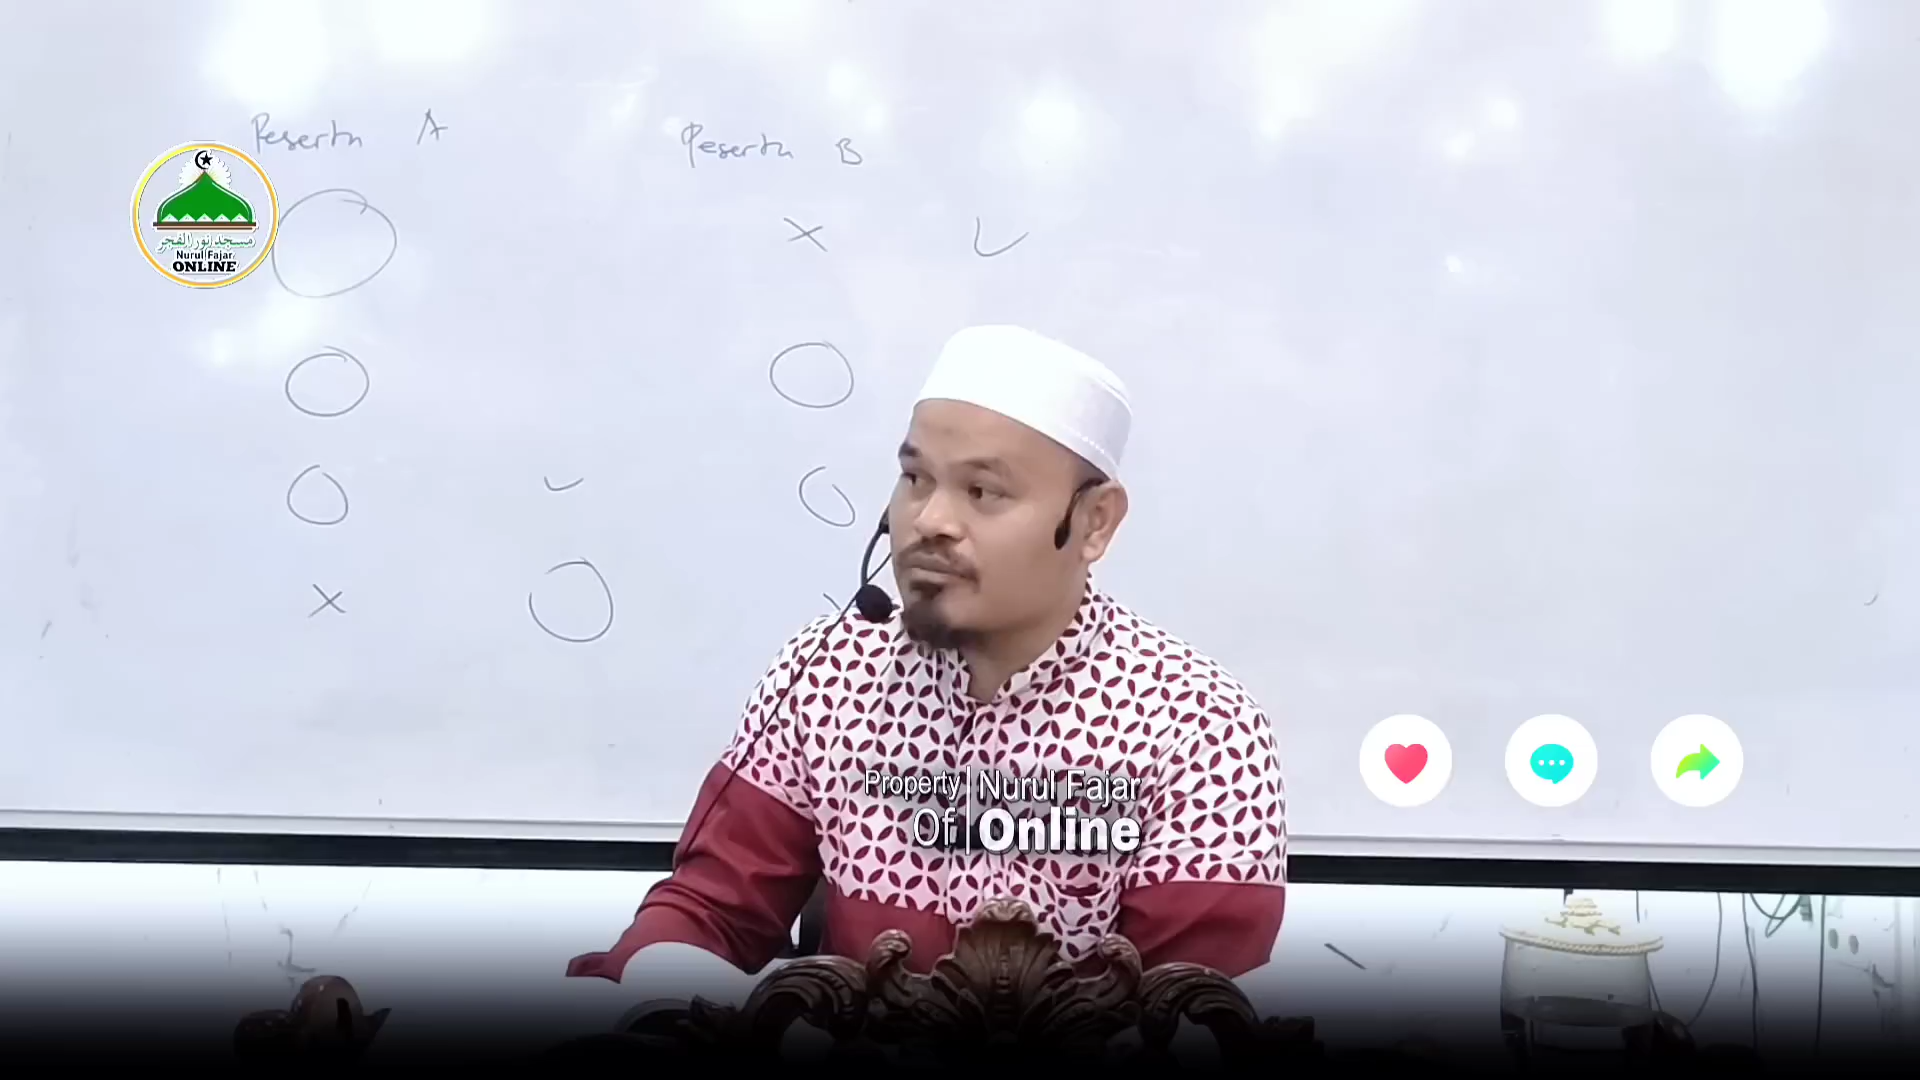 Peserta A
Peserta B
مسجد نور الفجر
Nurul Fajar
ONLINE
Property Of
Nurul Fajar
Online